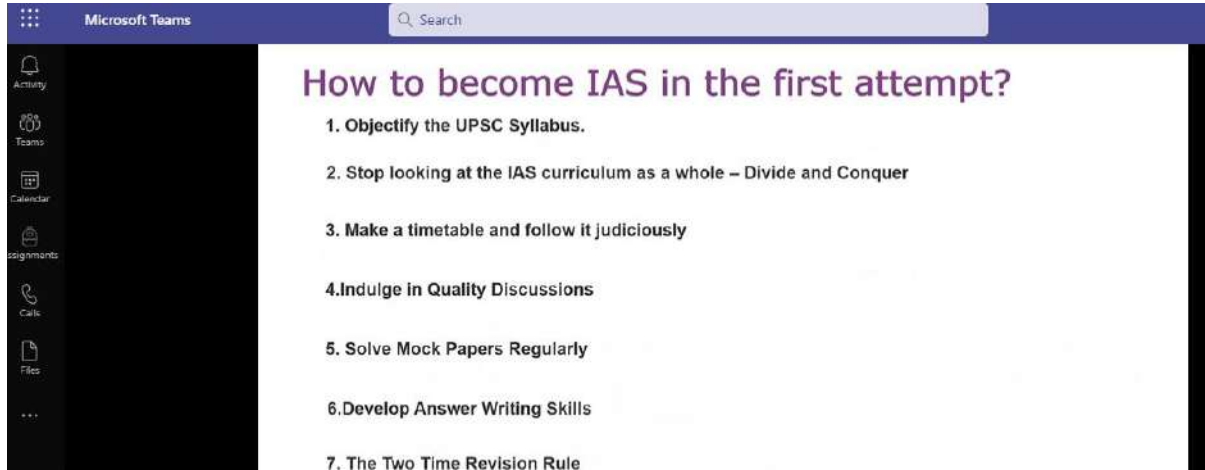 Microsoft Teams
Search
Activity
Teams
Calendar
ssignments
Calls
Files
How to become IAS in the first attempt?
1. Objectify the UPSC Syllabus.
2. Stop looking at the IAS curriculum as a whole – Divide and Conquer
3. Make a timetable and follow it judiciously
4.Indulge in Quality Discussions
5. Solve Mock Papers Regularly
6.Develop Answer Writing Skills
7. The Two Time Revision Rule